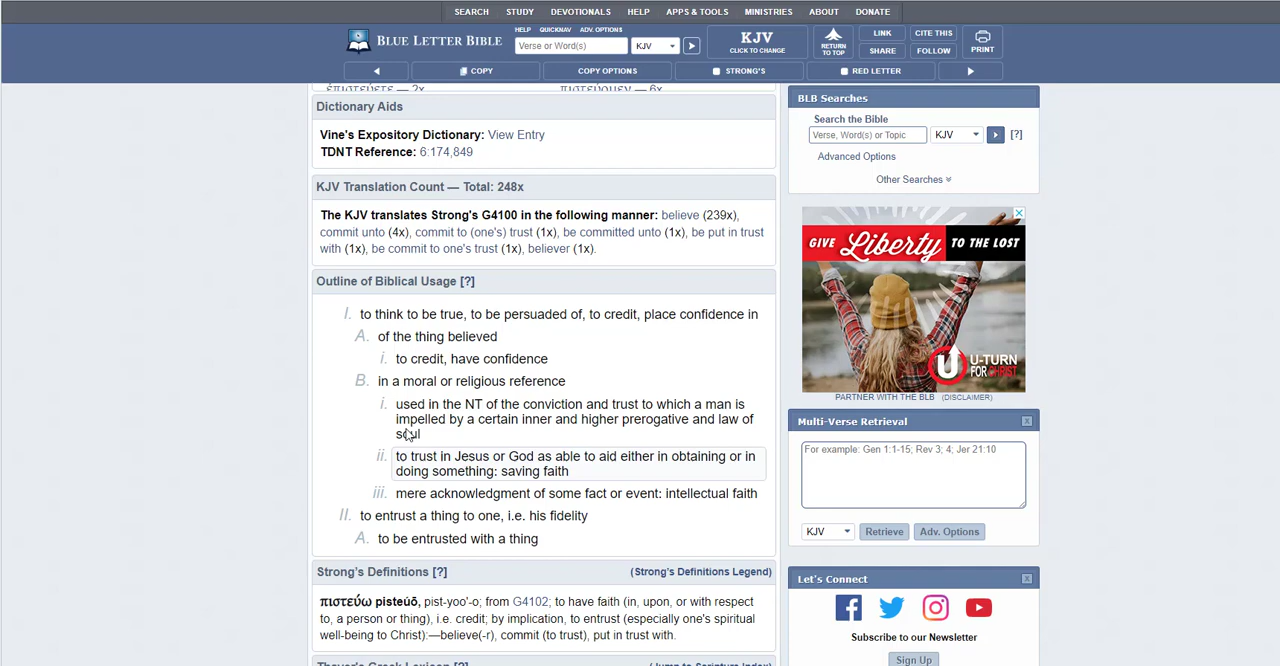 SEARCH STUDY DEVOTIONALS HELP APPS & TOOLS MINISTRIES ABOUT DONATE
BLUE LETTER BIBLE
HELP QUICKNAV ADV. OPTIONS
Verse or Word(s) KJV
KJV
CLICK TO CHANGE
RETURN
TO TOP
LINK CITE THIS
SHARE FOLLOW
PRINT
COPY COPY OPTIONS STRONG'S RED LETTER
ἐπιστεύετε — 2x πιστεύομεν — 6x
Dictionary Aids
Vine's Expository Dictionary: View Entry
TDNT Reference: 6:174,849
KJV Translation Count — Total: 248x
The KJV translates Strong's G4100 in the following manner: believe (239x),
commit unto (4x), commit to (one's) trust (1x), be committed unto (1x), be put in trust
with (1x), be commit to one's trust (1x), believer (1x).
Outline of Biblical Usage [?]
I. to think to be true, to be persuaded of, to credit, place confidence in
A. of the thing believed
i. to credit, have confidence
B. in a moral or religious reference
i. used in the NT of the conviction and trust to which a man is
impelled by a certain inner and higher prerogative and law of
soul
ii. to trust in Jesus or God as able to aid either in obtaining or in
doing something: saving faith
iii. mere acknowledgment of some fact or event: intellectual faith
II. to entrust a thing to one, i.e. his fidelity
A. to be entrusted with a thing
Strong's Definitions [?] (Strong's Definitions Legend)
πιστεύω pisteúō, pist-yoo'-o; from G4102; to have faith (in, upon, or with respect
to, a person or thing), i.e. credit; by implication, to entrust (especially one's spiritual
well-being to Christ):—believe(-r), commit (to trust), put in trust with.
Thayer's Greek Lexicon [?] (Jump to Scripture Index)
BLB Searches
Search the Bible
Verse, Word(s) or Topic KJV [?]
Advanced Options
Other Searches
GIVE Liberty TO THE LOST
U U-TURN
FOR CHRIST
PARTNER WITH THE BLB (DISCLAIMER)
Multi-Verse Retrieval x
For example: Gen 1:1-15; Rev 3; 4; Jer 21:10
KJV Retrieve Adv. Options
Let's Connect x
Subscribe to our Newsletter
Sign Up